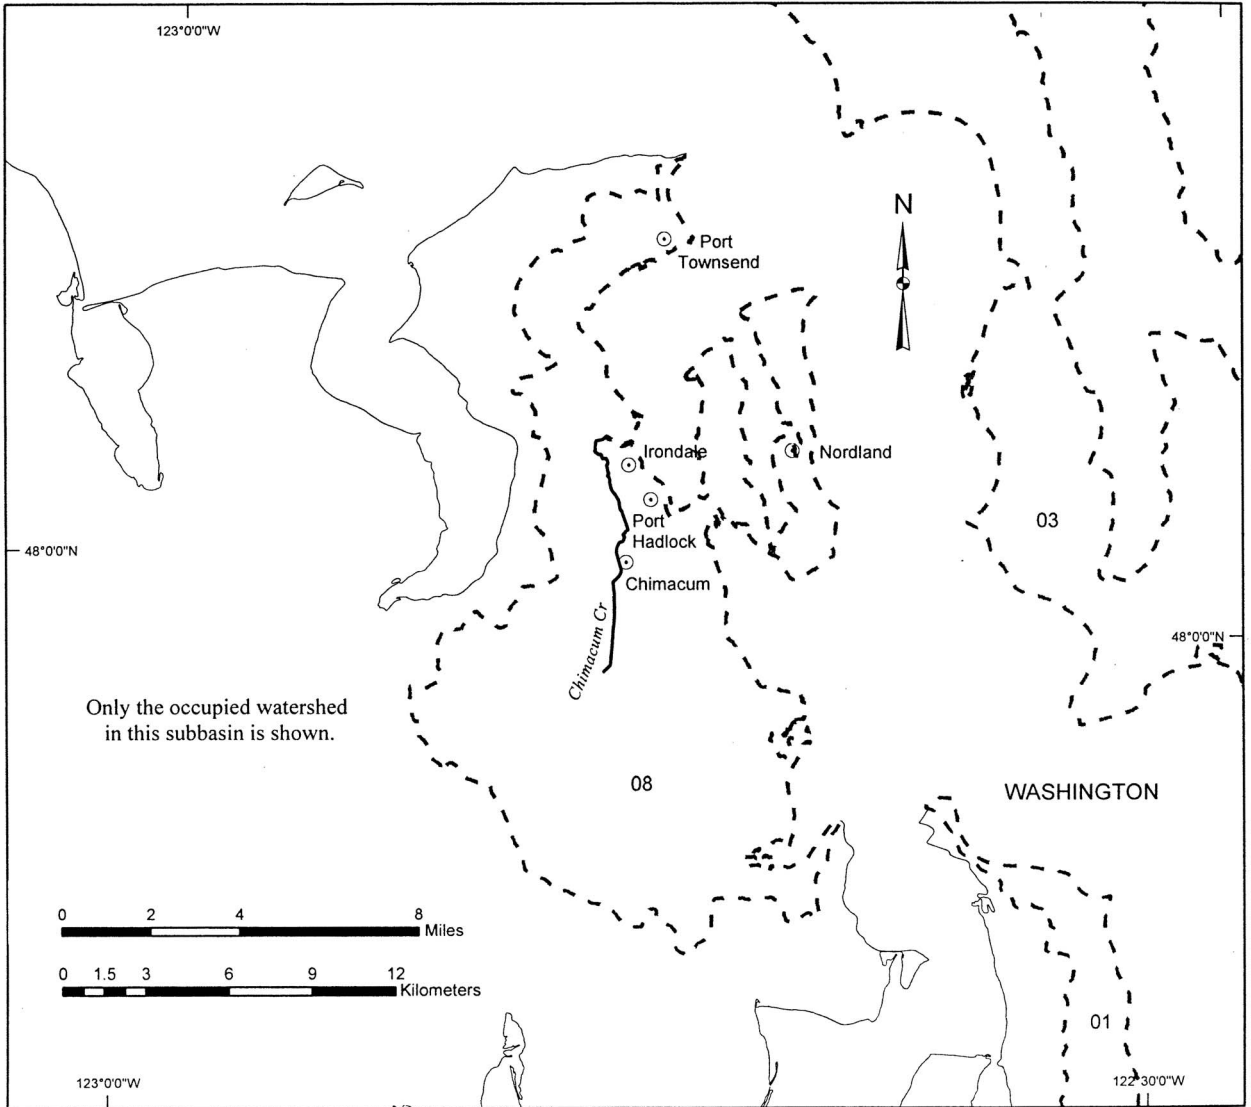 123°0'0"W
N
Port
Townsend
Irondale
Nordland
Port
Hadlock
03
48°0'0"N
Chimacum
Chimacum Cr
48°0'0"N
Only the occupied watershed
in this subbasin is shown.
08
WASHINGTON
0 2 4 8
Miles
0 1.5 3 6 9 12
Kilometers
01
123°0'0"W
122°30'0"W